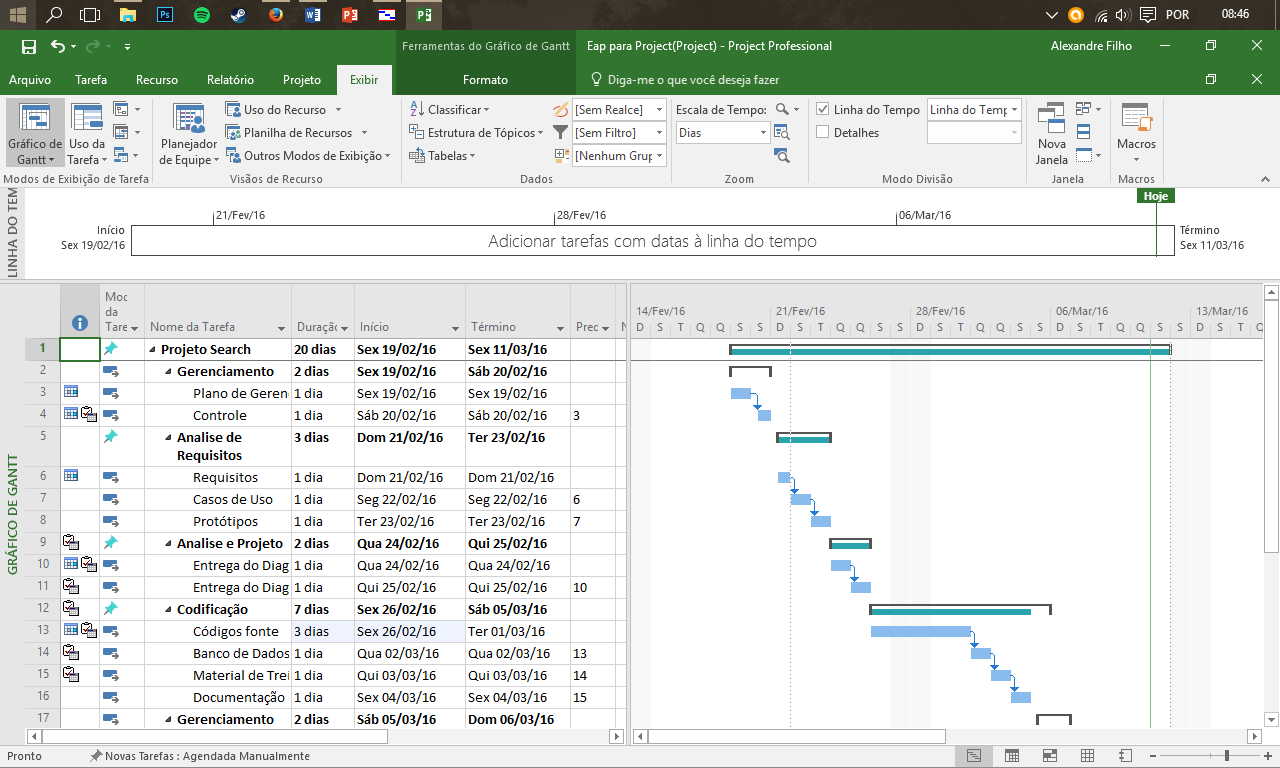 POR 08:46
Ferramentas do Gráfico de Gantt Eap para Project(Project) - Project Professional Alexandre Filho
Arquivo Tarefa Recurso Relatório Projeto Exibir Formato Diga-me o que você deseja fazer
Gráfico de Gantt
Uso da Tarefa
Modos de Exibição de Tarefa
Planejador de Equipe
Uso do Recurso
Planilha de Recursos
Outros Modos de Exibição
Visões de Recurso
Classificar
Estrutura de Tópicos
Tabelas
[Sem Realce]
[Sem Filtro]
[Nenhum Grup
Dados
Escala de Tempo:
Dias
Zoom
Linha do Tempo Linha do Temp
Detalhes
Modo Divisão
Nova Janela
Janela
Macros
Macros
LINHA DO TEM
Hoje
21/Fev/16 28/Fev/16 06/Mar/16
Início
Sex 19/02/16
Adicionar tarefas com datas à linha do tempo
Término
Sex 11/03/16
GRÁFICO DE GANTT
Moc da Tare Nome da Tarefa Duraçã Início Término Prec N
14/Fev/16 21/Fev/16 28/Fev/16 06/Mar/16 13/Mar/16
D S T Q Q S S D S T Q Q S S D S T Q Q S S D S T Q Q S S D S T Q
1 Projeto Search 20 dias Sex 19/02/16 Sex 11/03/16
2 Gerenciamento 2 dias Sex 19/02/16 Sáb 20/02/16
3 Plano de Geren 1 dia Sex 19/02/16 Sex 19/02/16
4 Controle 1 dia Sáb 20/02/16 Sáb 20/02/16 3
5 Analise de Requisitos 3 dias Dom 21/02/16 Ter 23/02/16
6 Requisitos 1 dia Dom 21/02/16 Dom 21/02/16
7 Casos de Uso 1 dia Seg 22/02/16 Seg 22/02/16 6
8 Protótipos 1 dia Ter 23/02/16 Ter 23/02/16 7
9 Analise e Projeto 2 dias Qua 24/02/16 Qui 25/02/16
10 Entrega do Diag 1 dia Qua 24/02/16 Qua 24/02/16
11 Entrega do Diag 1 dia Qui 25/02/16 Qui 25/02/16 10
12 Codificação 7 dias Sex 26/02/16 Sáb 05/03/16
13 Códigos fonte 3 dias Sex 26/02/16 Ter 01/03/16
14 Banco de Dados 1 dia Qua 02/03/16 Qua 02/03/16 13
15 Material de Trei 1 dia Qui 03/03/16 Qui 03/03/16 14
16 Documentação 1 dia Sex 04/03/16 Sex 04/03/16 15
17 Gerenciamento 2 dias Sáb 05/03/16 Dom 06/03/16
Pronto Novas Tarefas : Agendada Manualmente